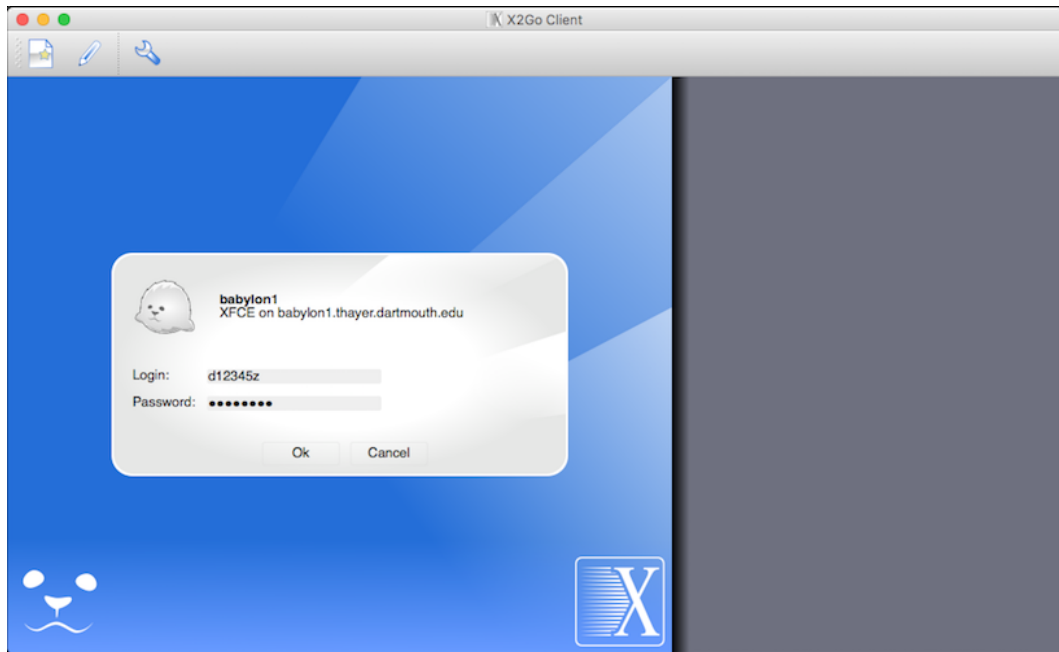 X2Go Client
babylon1
XFCE on babylon1.thayer.dartmouth.edu
Login: d12345z
Password: ••••••••
Ok Cancel
X